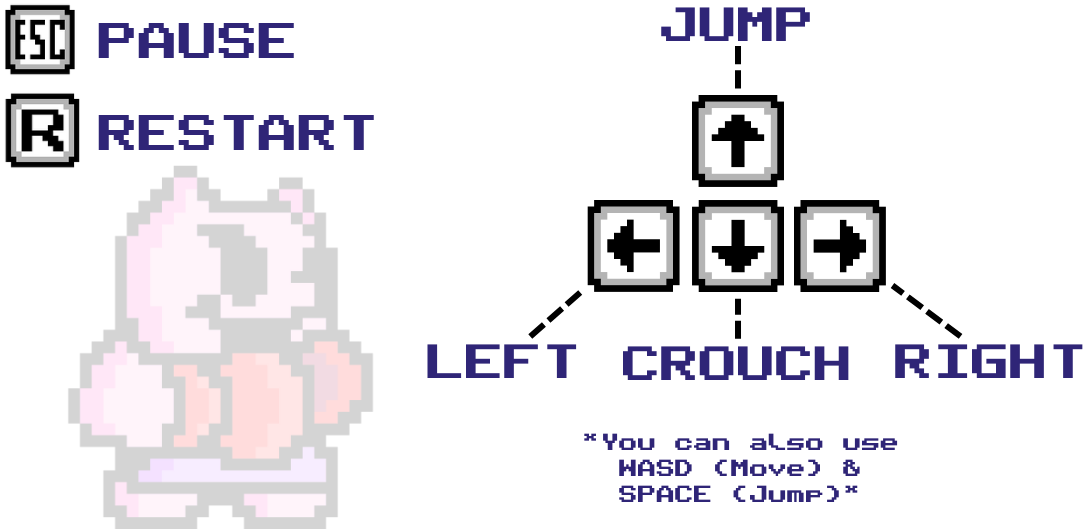 ESC PAUSE
R RESTART
JUMP
LEFT CROUCH RIGHT
*You can also use
WASD (Move) &
SPACE (Jump)*